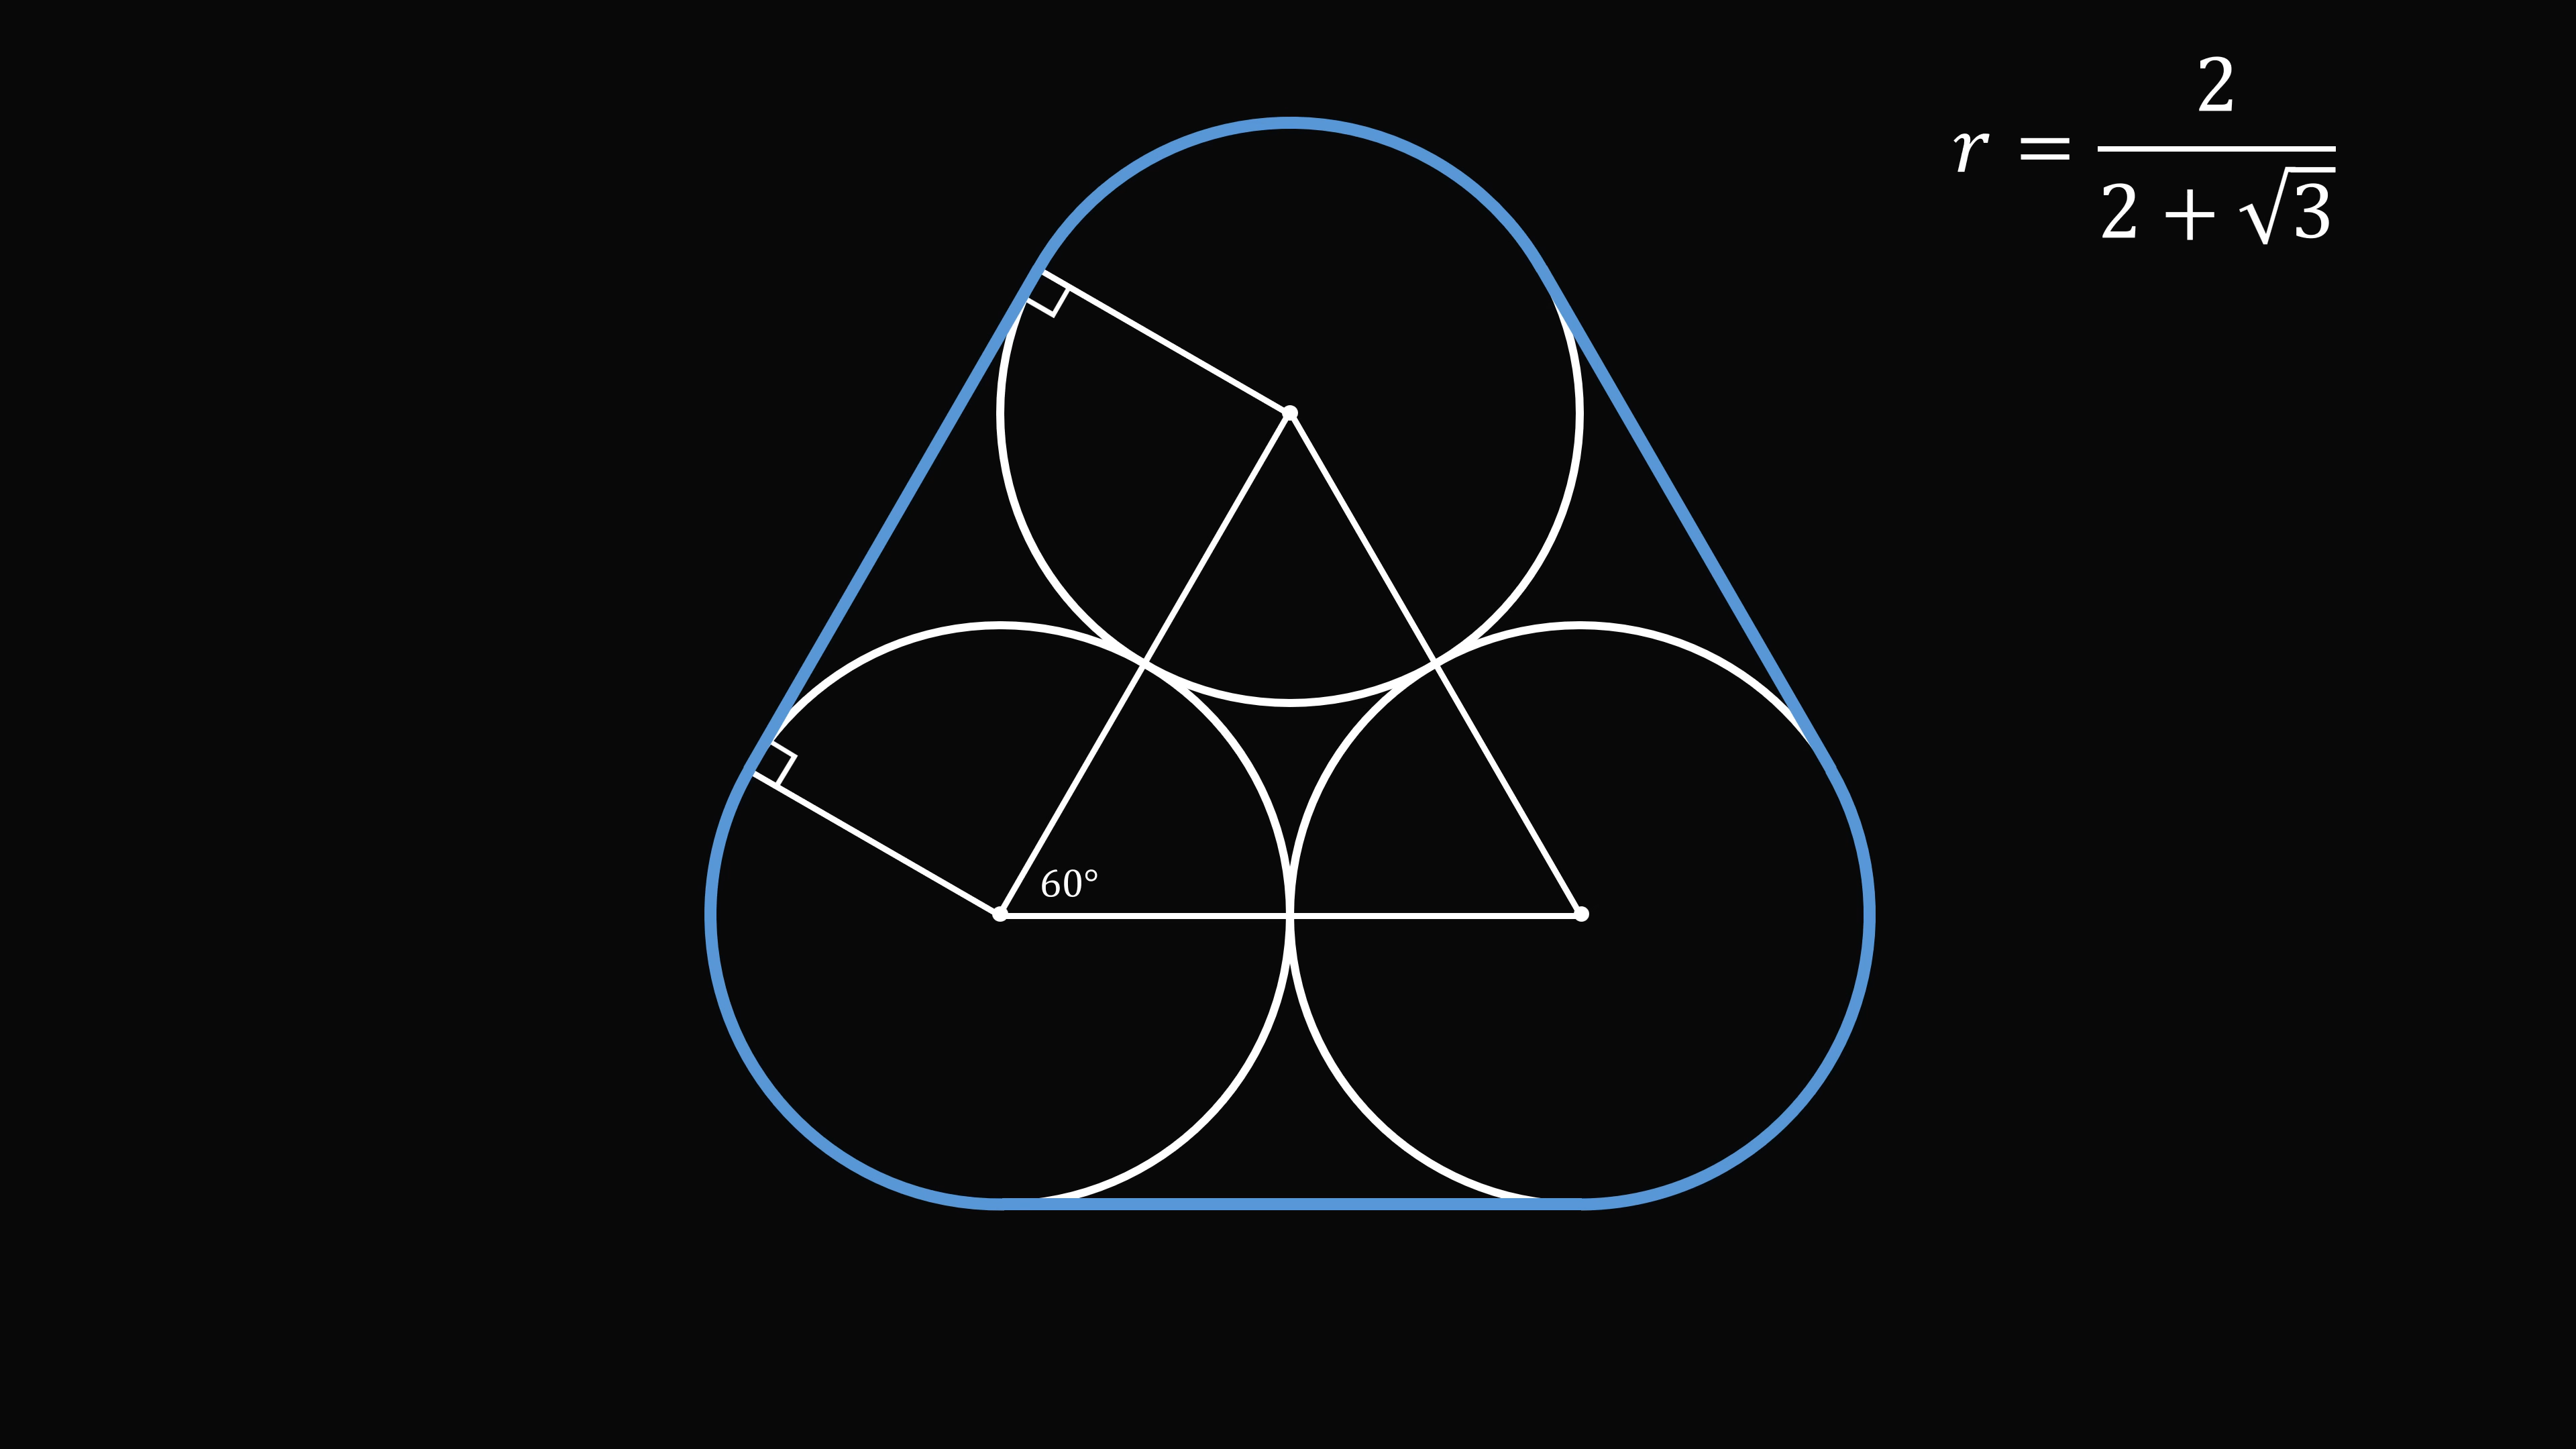 r = 2 / (2 + √3)
60°